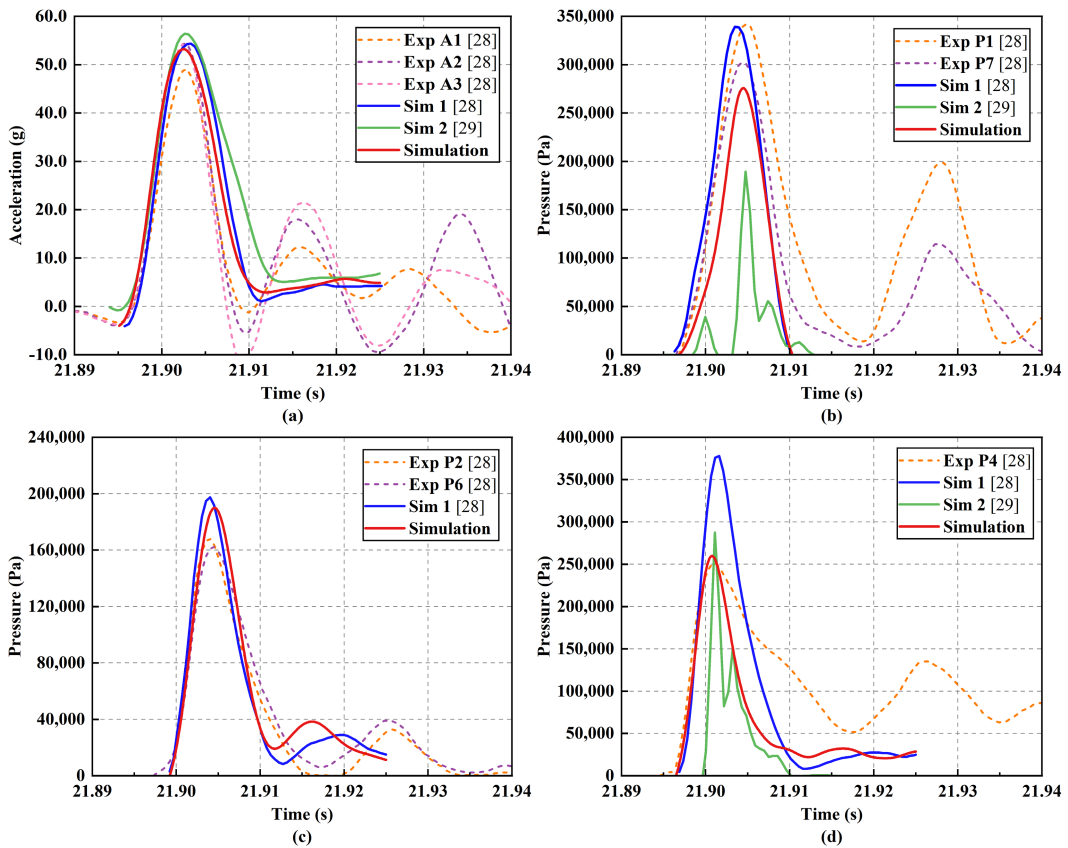 60.0
50.0
40.0
30.0
20.0
10.0
0.0
-10.0
Acceleration (g)
Exp A1 [28]
Exp A2 [28]
Exp A3 [28]
Sim 1 [28]
Sim 2 [29]
Simulation
21.89 21.90 21.91 21.92 21.93 21.94
Time (s)
(a)
350,000
300,000
250,000
200,000
150,000
100,000
50,000
0
Pressure (Pa)
Exp P1 [28]
Exp P7 [28]
Sim 1 [28]
Sim 2 [29]
Simulation
21.89 21.90 21.91 21.92 21.93 21.94
Time (s)
(b)
240,000
200,000
160,000
120,000
80,000
40,000
0
Pressure (Pa)
Exp P2 [28]
Exp P6 [28]
Sim 1 [28]
Simulation
21.89 21.90 21.91 21.92 21.93 21.94
Time (s)
(c)
400,000
350,000
300,000
250,000
200,000
150,000
100,000
50,000
0
Pressure (Pa)
Exp P4 [28]
Sim 1 [28]
Sim 2 [29]
Simulation
21.89 21.90 21.91 21.92 21.93 21.94
Time (s)
(d)